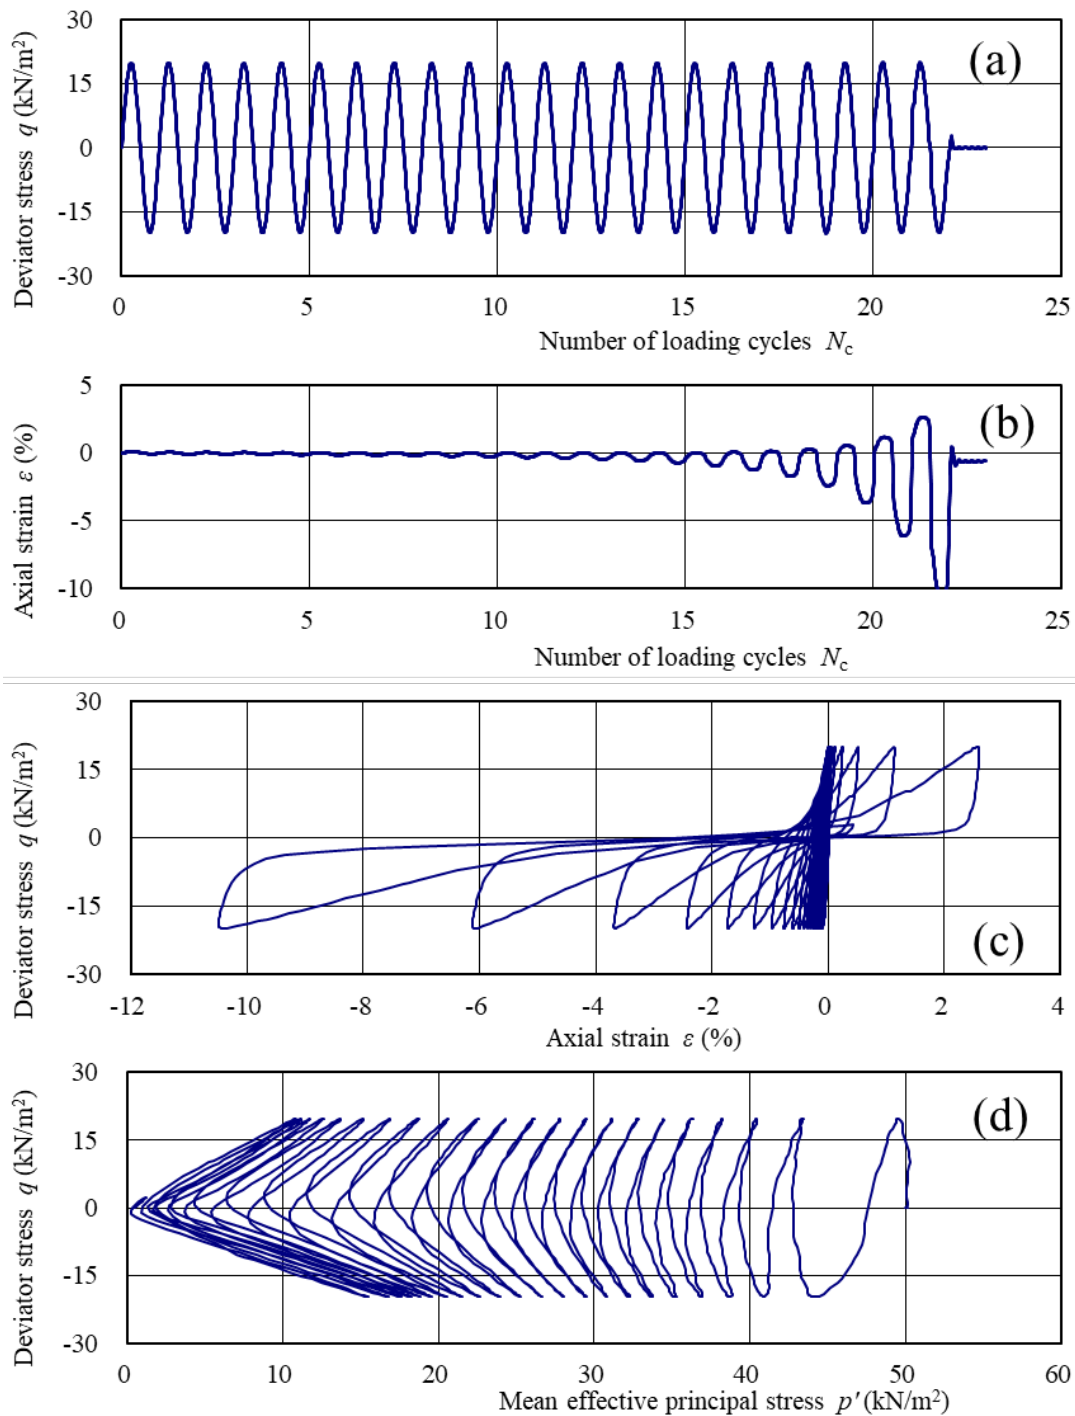 Deviator stress q (kN/m²)
30
15
0
-15
-30
(a)
0 5 10 15 20 25
Number of loading cycles Nc
Axial strain ε (%)
5
0
-5
-10
(b)
0 5 10 15 20 25
Number of loading cycles Nc
Deviator stress q (kN/m²)
30
15
0
-15
-30
(c)
-12 -10 -8 -6 -4 -2 0 2 4
Axial strain ε (%)
Deviator stress q (kN/m²)
30
15
0
-15
-30
(d)
0 10 20 30 40 50 60
Mean effective principal stress p′(kN/m²)